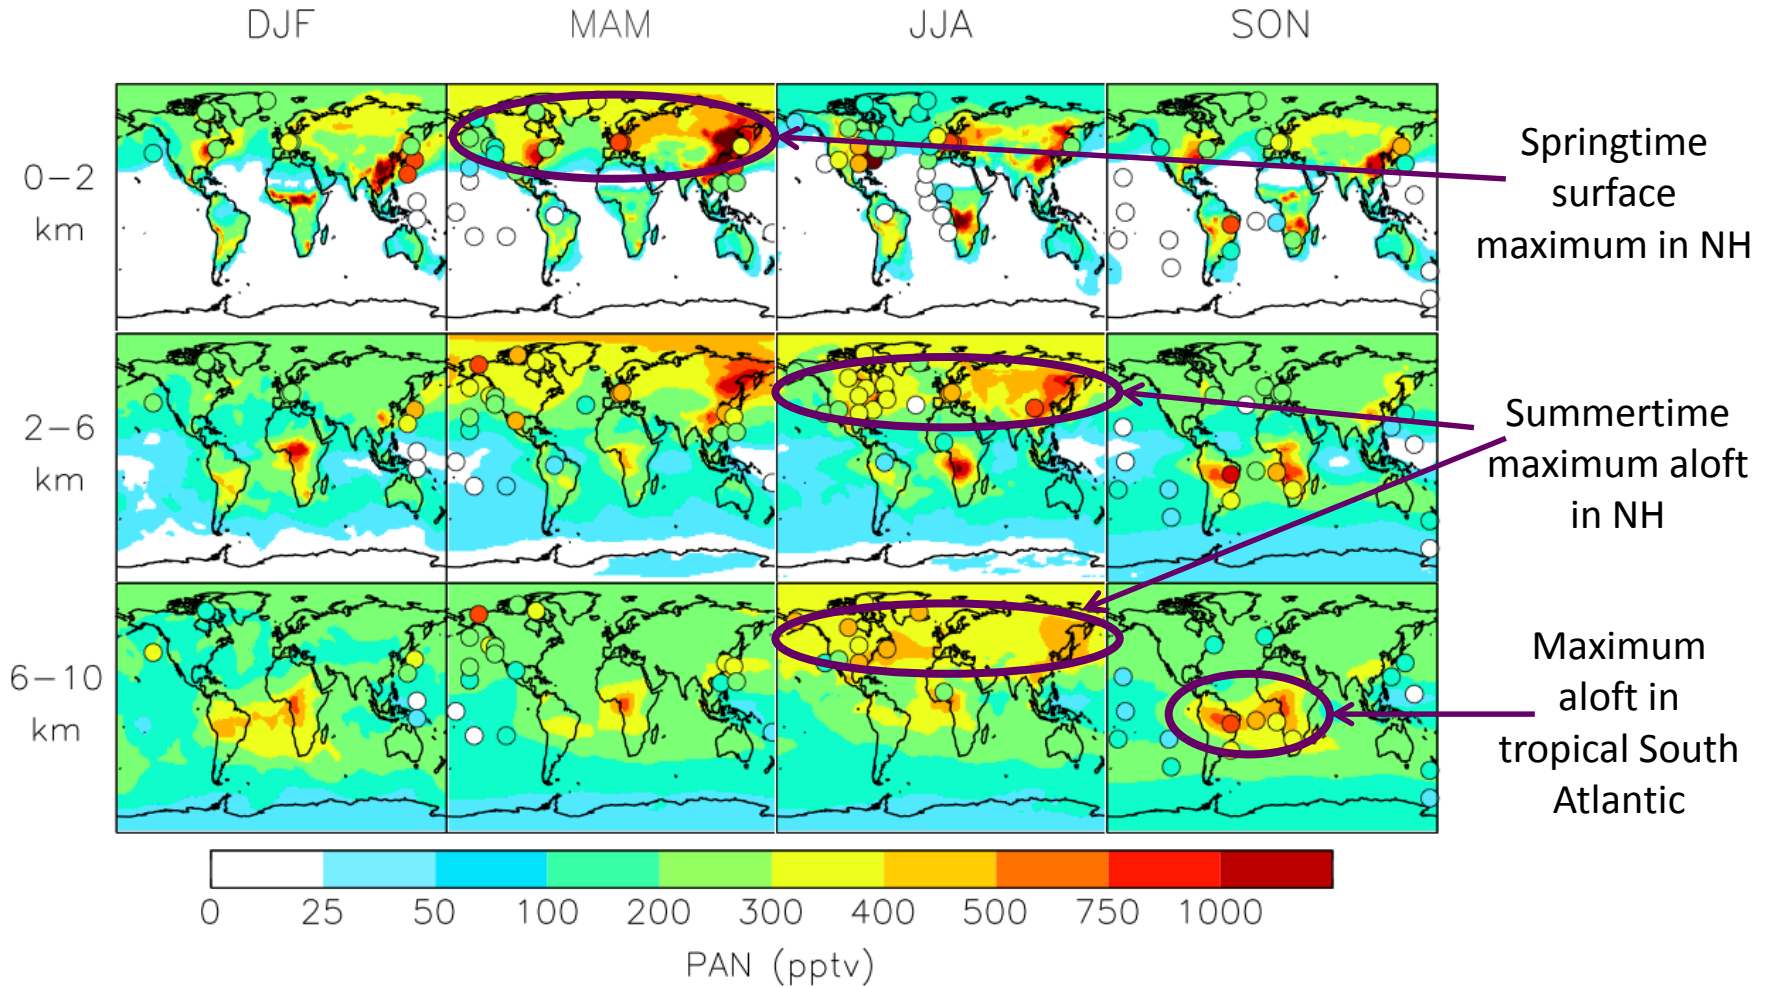 DJF MAM JJA SON
0-2
km
2-6
km
6-10
km
Springtime
surface
maximum in NH
Summertime
maximum aloft
in NH
Maximum
aloft in
tropical South
Atlantic
0 25 50 100 200 300 400 500 750 1000
PAN (pptv)